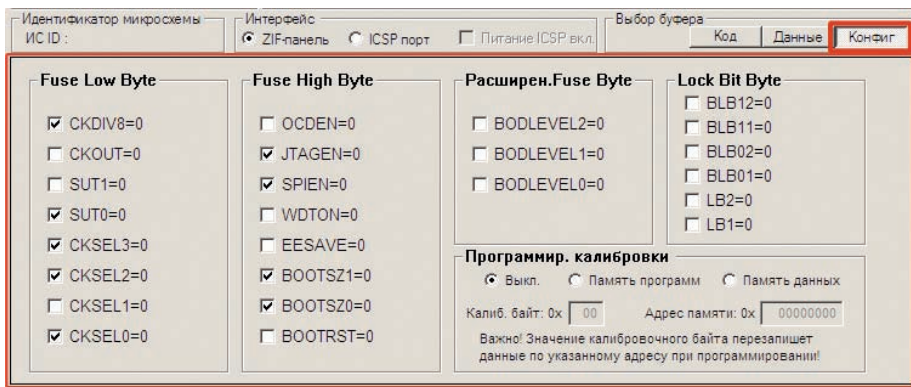 Идентификатор микросхемы
ИС ID :
Интерфейс
ZIF-панель ICSP порт Питание ICSP вкл.
Выбор буфера
Код Данные Конфиг
Fuse Low Byte
CKDIV8=0
CKOUT=0
SUT1=0
SUT0=0
CKSEL3=0
CKSEL2=0
CKSEL1=0
CKSEL0=0
Fuse High Byte
OCDEN=0
JTAGEN=0
SPIEN=0
WDTON=0
EESAVE=0
BOOTSZ1=0
BOOTSZ0=0
BOOTRST=0
Расширен.Fuse Byte
BODLEVEL2=0
BODLEVEL1=0
BODLEVEL0=0
Lock Bit Byte
BLB12=0
BLB11=0
BLB02=0
BLB01=0
LB2=0
LB1=0
Программир. калибровки
Выкл. Память программ Память данных
Калиб. байт: 0x 00 Адрес памяти: 0x 00000000
Важно! Значение калибровочного байта перезапишет
данные по указанному адресу при программировании!